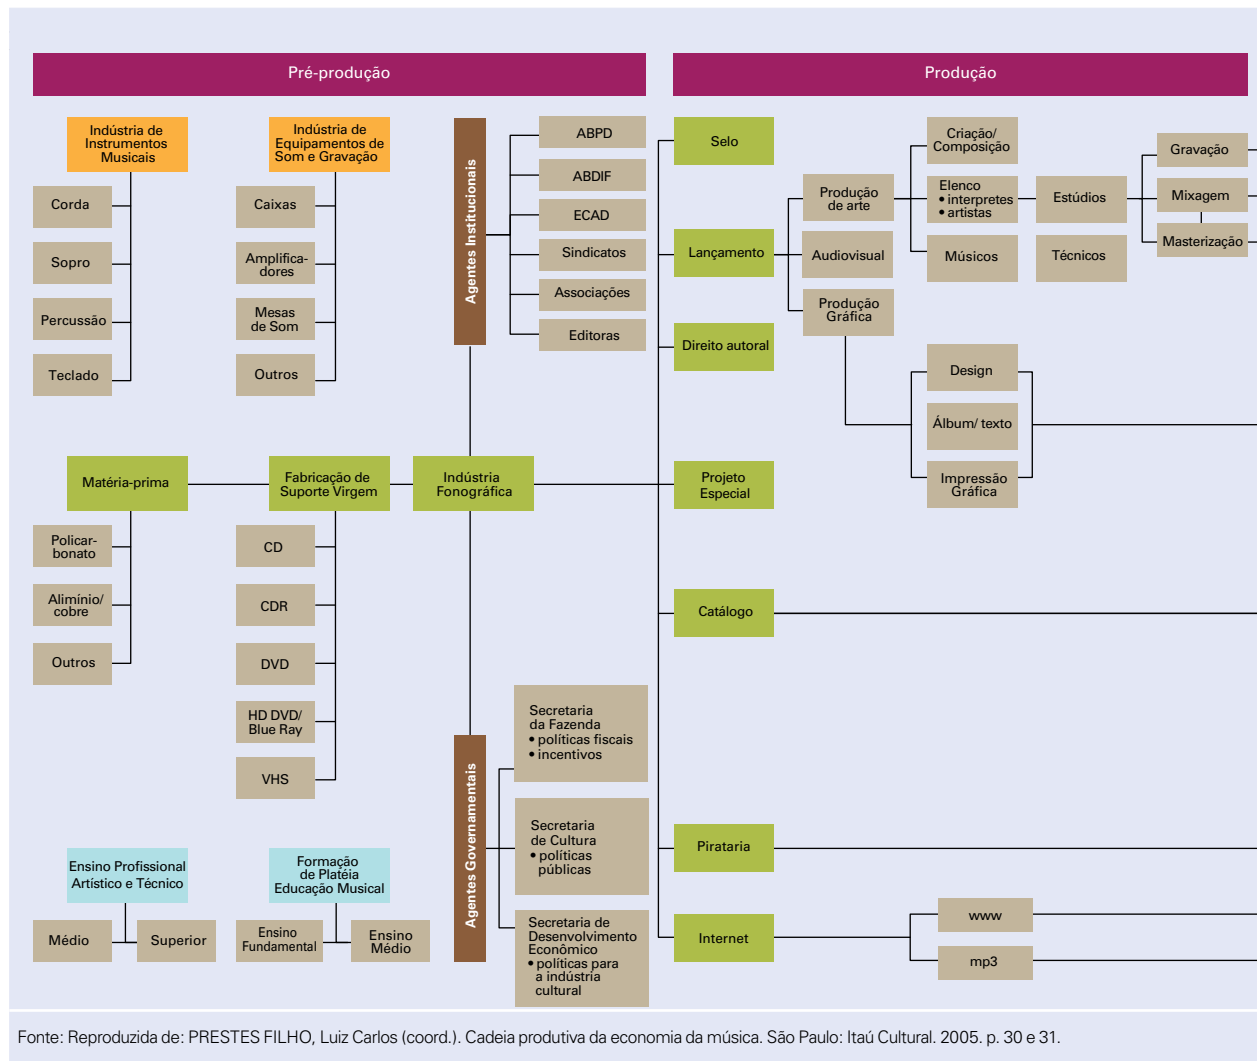 Pré-produção
Produção
Indústria de
Instrumentos
Musicais
Corda
Sopro
Percussão
Teclado
Indústria de
Equipamentos de
Som e Gravação
Caixas
Amplifica-
dores
Mesas
de Som
Outros
Agentes Institucionais
ABPD
ABDIF
ECAD
Sindicatos
Associações
Editoras
Matéria-prima
Policar-
bonato
Alimínio/
cobre
Outros
Fabricação de
Suporte Virgem
CD
CDR
DVD
HD DVD/
Blue Ray
VHS
Indústria
Fonográfica
Ensino Profissional
Artístico e Técnico
Médio
Superior
Formação
de Platéia
Educação Musical
Ensino
Fundamental
Ensino
Médio
Agentes Governamentais
Secretaria
da Fazenda
• políticas fiscais
• incentivos
Secretaria
de Cultura
• políticas
públicas
Secretaria de
Desenvolvimento
Econômico
• políticas para
a indústria
cultural
Selo
Lançamento
Direito autoral
Projeto
Especial
Catálogo
Pirataria
Internet
Produção
de arte
Audiovisual
Produção
Gráfica
Criação/
Composição
Elenco
• interpretes
• artistas
Músicos
Estúdios
Técnicos
Gravação
Mixagem
Masterização
Design
Álbum/ texto
Impressão
Gráfica
www
mp3
Fonte: Reproduzida de: PRESTES FILHO, Luiz Carlos (coord.). Cadeia produtiva da economia da música. São Paulo: Itaú Cultural. 2005. p. 30 e 31.